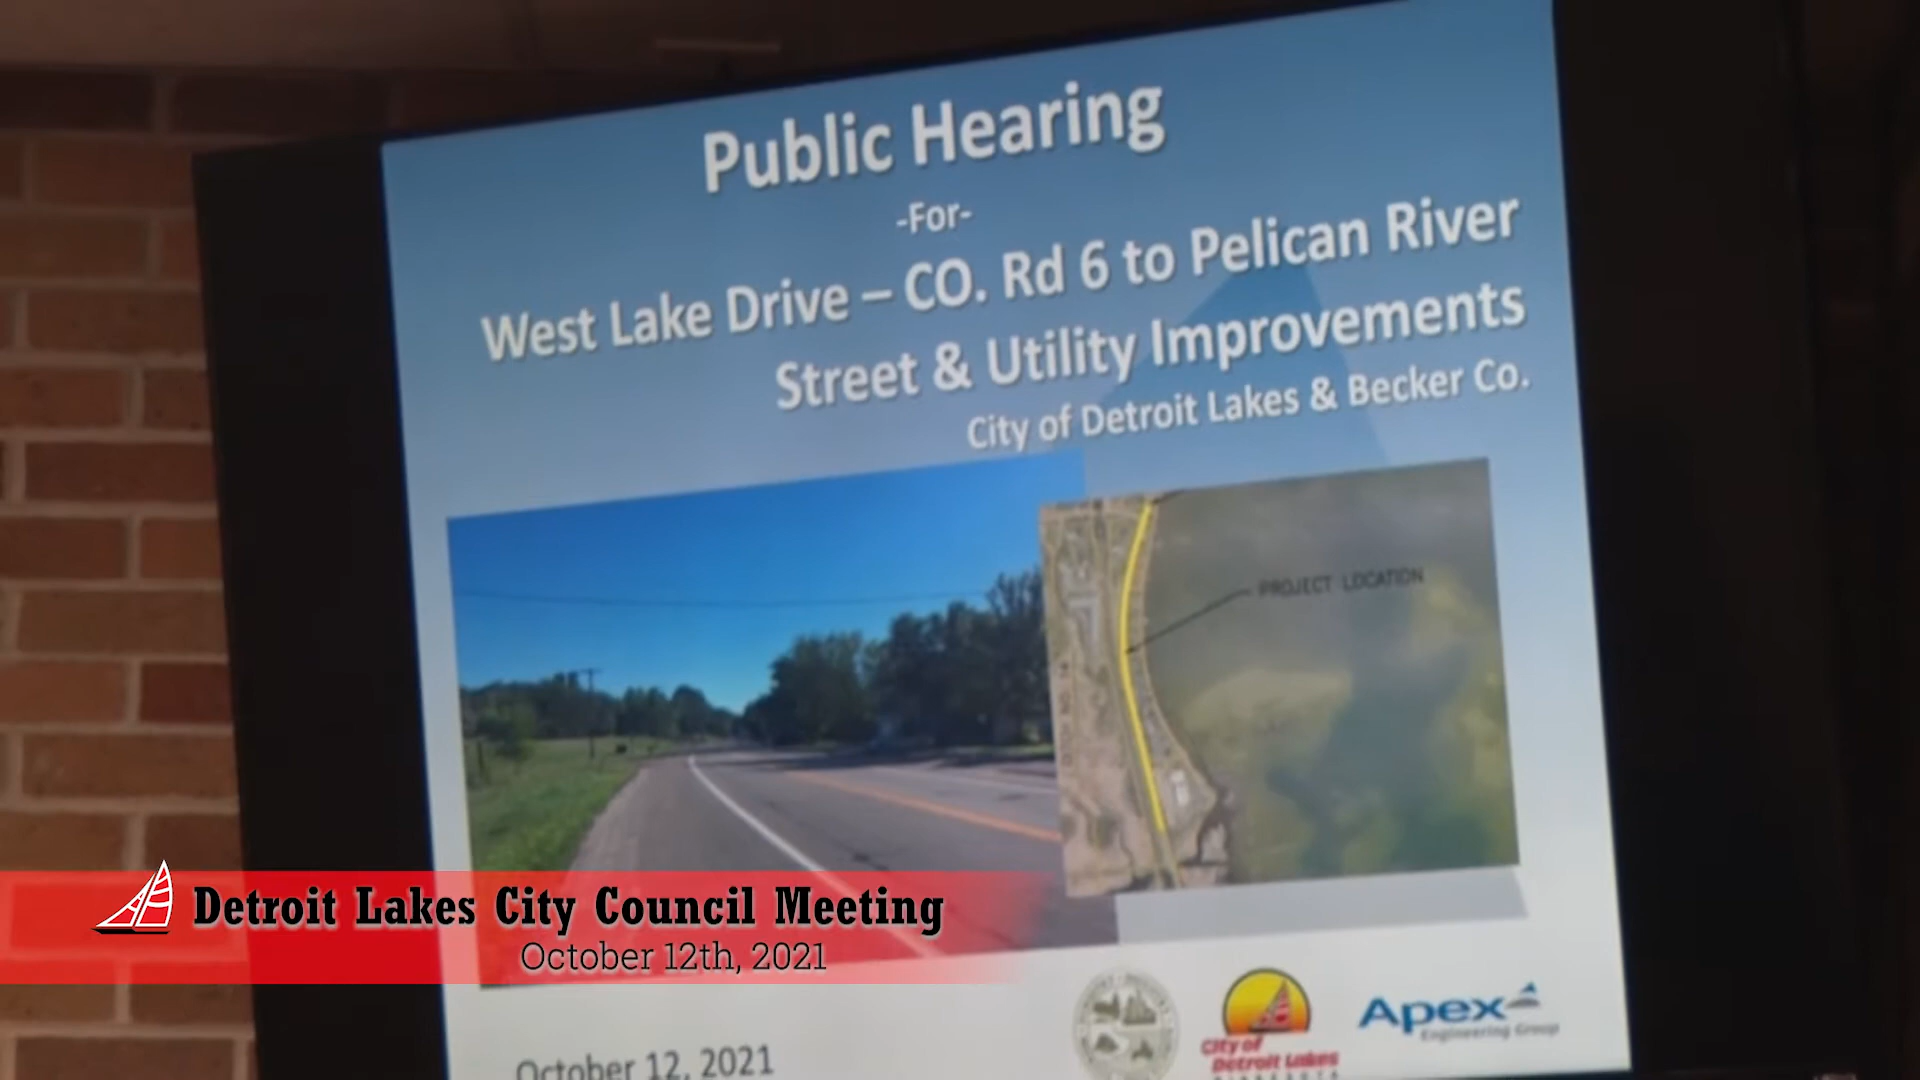 Public Hearing
-For-
West Lake Drive – CO. Rd 6 to Pelican River
Street & Utility Improvements
City of Detroit Lakes & Becker Co.
PROJECT LOCATION
Detroit Lakes City Council Meeting
October 12th, 2021
October 12, 2021
City of
Detroit Lakes
Apex
Engineering Group